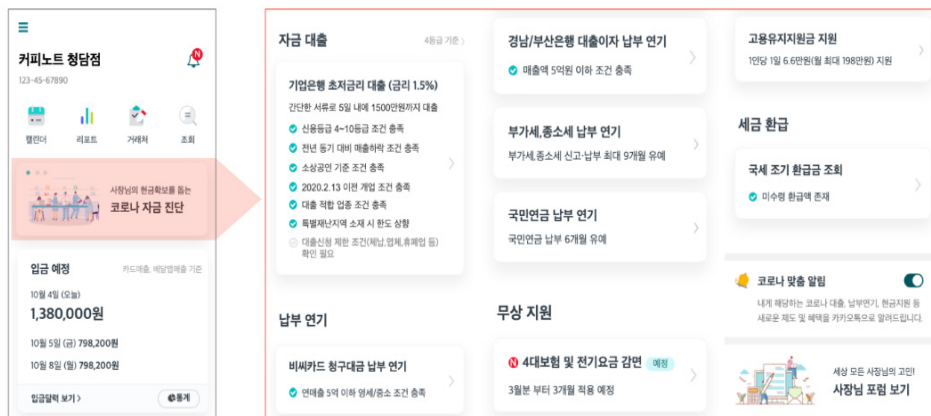 커피노트 청담점
N
123-45-67890
캘린더
리포트
거래처
조회
사장님의 현금확보를 돕는
코로나 자금 진단
입금 예정
카드매출, 배달앱매출 기준
10월 4일 (오늘)
1,380,000원
10월 5일 (금) 798,200원
10월 8일 (월) 798,200원
입금달력 보기 >
통계
자금 대출
4등급 기준 >
기업은행 초저금리 대출 (금리 1.5%)
간단한 서류로 5일 내에 1500만원까지 대출
신용등급 4~10등급 조건 충족
전년 동기 대비 매출하락 조건 충족
소상공인 기준 조건 충족
2020.2.13 이전 개업 조건 충족
대출 적합 업종 조건 충족
특별재난지역 소재 시 한도 상향
대출신청 제한 조건(체납,연체,휴폐업 등)
확인 필요
납부 연기
비씨카드 청구대금 납부 연기
연매출 5억 이하 영세/중소 조건 충족
경남/부산은행 대출이자 납부 연기
매출액 5억원 이하 조건 충족
부가세,종소세 납부 연기
부가세,종소세 신고·납부 최대 9개월 유예
국민연금 납부 연기
국민연금 납부 6개월 유예
무상 지원
N 4대보험 및 전기요금 감면 예정
3월분 부터 3개월 적용 예정
고용유지지원금 지원
1인당 1일 6.6만원(월 최대 198만원) 지원
세금 환급
국세 조기 환급금 조회
미수령 환급액 존재
코로나 맞춤 알림
내게 해당하는 코로나 대출, 납부연기, 현금지원 등
새로운 제도 및 혜택을 카카오톡으로 알려드립니다.
세상 모든 사장님의 고민!
사장님 포럼 보기